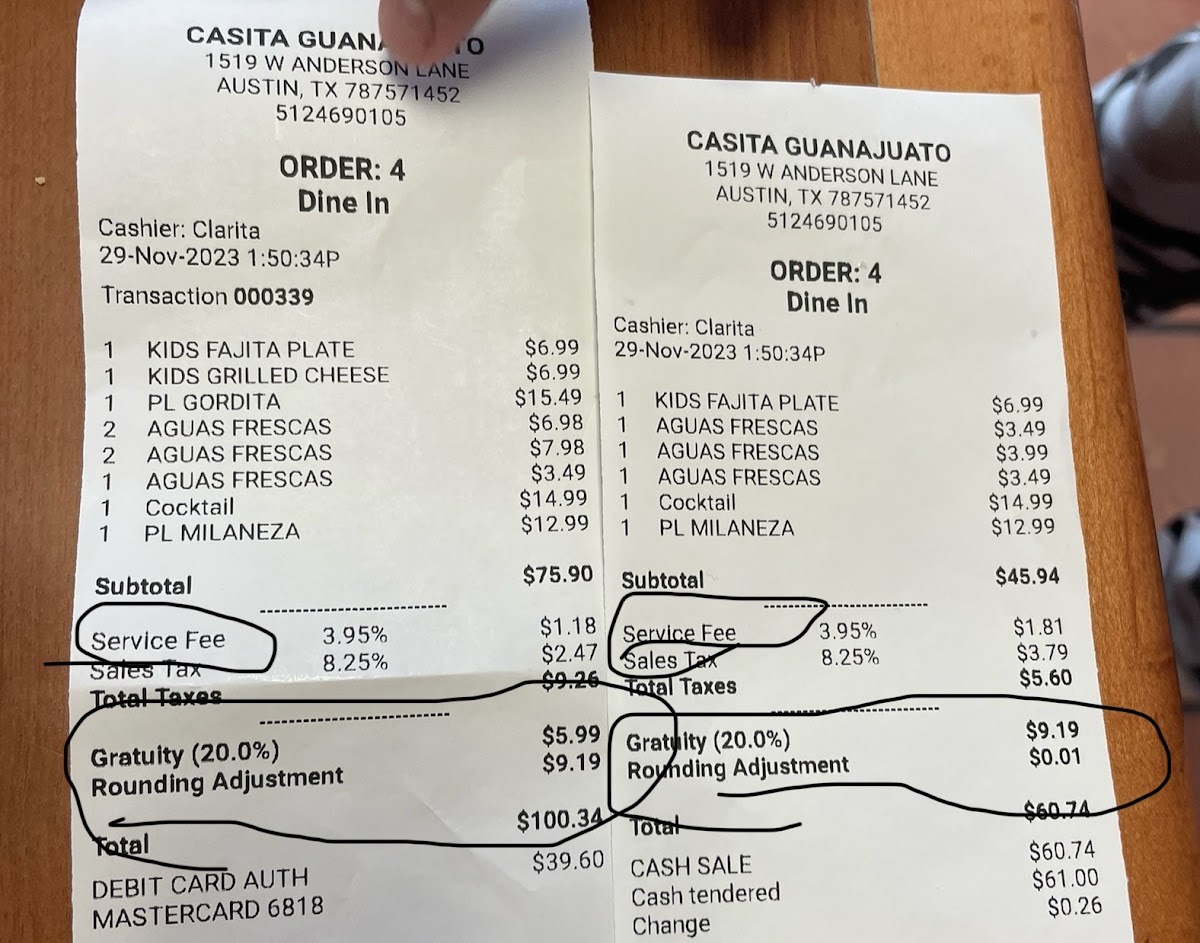 CASITA GUANAJUATO
1519 W ANDERSON LANE
AUSTIN, TX 787571452
5124690105
ORDER: 4
Dine In
Cashier: Clarita
29-Nov-2023 1:50:34P
Transaction 000339
1 KIDS FAJITA PLATE $6.99
1 KIDS GRILLED CHEESE $6.99
1 PL GORDITA $15.49
2 AGUAS FRESCAS $6.98
2 AGUAS FRESCAS $7.98
1 AGUAS FRESCAS $3.49
1 Cocktail $14.99
1 PL MILANEZA $12.99
Subtotal $75.90
Service Fee 3.95% $1.18
Sales Tax 8.25% $2.47
Total Taxes $9.26
Gratuity (20.0%) $5.99
Rounding Adjustment $9.19
Total $100.34
DEBIT CARD AUTH $39.60
MASTERCARD 6818
CASITA GUANAJUATO
1519 W ANDERSON LANE
AUSTIN, TX 787571452
5124690105
ORDER: 4
Dine In
Cashier: Clarita
29-Nov-2023 1:50:34P
1 KIDS FAJITA PLATE $6.99
1 AGUAS FRESCAS $3.49
1 AGUAS FRESCAS $3.99
1 AGUAS FRESCAS $3.49
1 Cocktail $14.99
1 PL MILANEZA $12.99
Subtotal $45.94
Service Fee 3.95% $1.81
Sales Tax 8.25% $3.79
Total Taxes $5.60
Gratuity (20.0%) $9.19
Rounding Adjustment $0.01
Total $60.74
CASH SALE $60.74
Cash tendered $61.00
Change $0.26